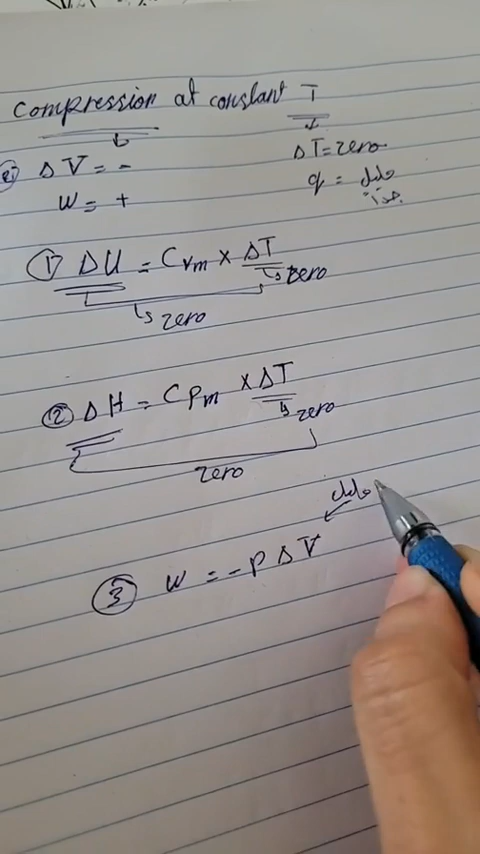 compression at constant T
ΔV = -
w = +
ΔT = zero
q =
① ΔU = Cvm × ΔT
zero
zero
② ΔH = Cpm × ΔT
zero
zero
③ w = -P ΔV